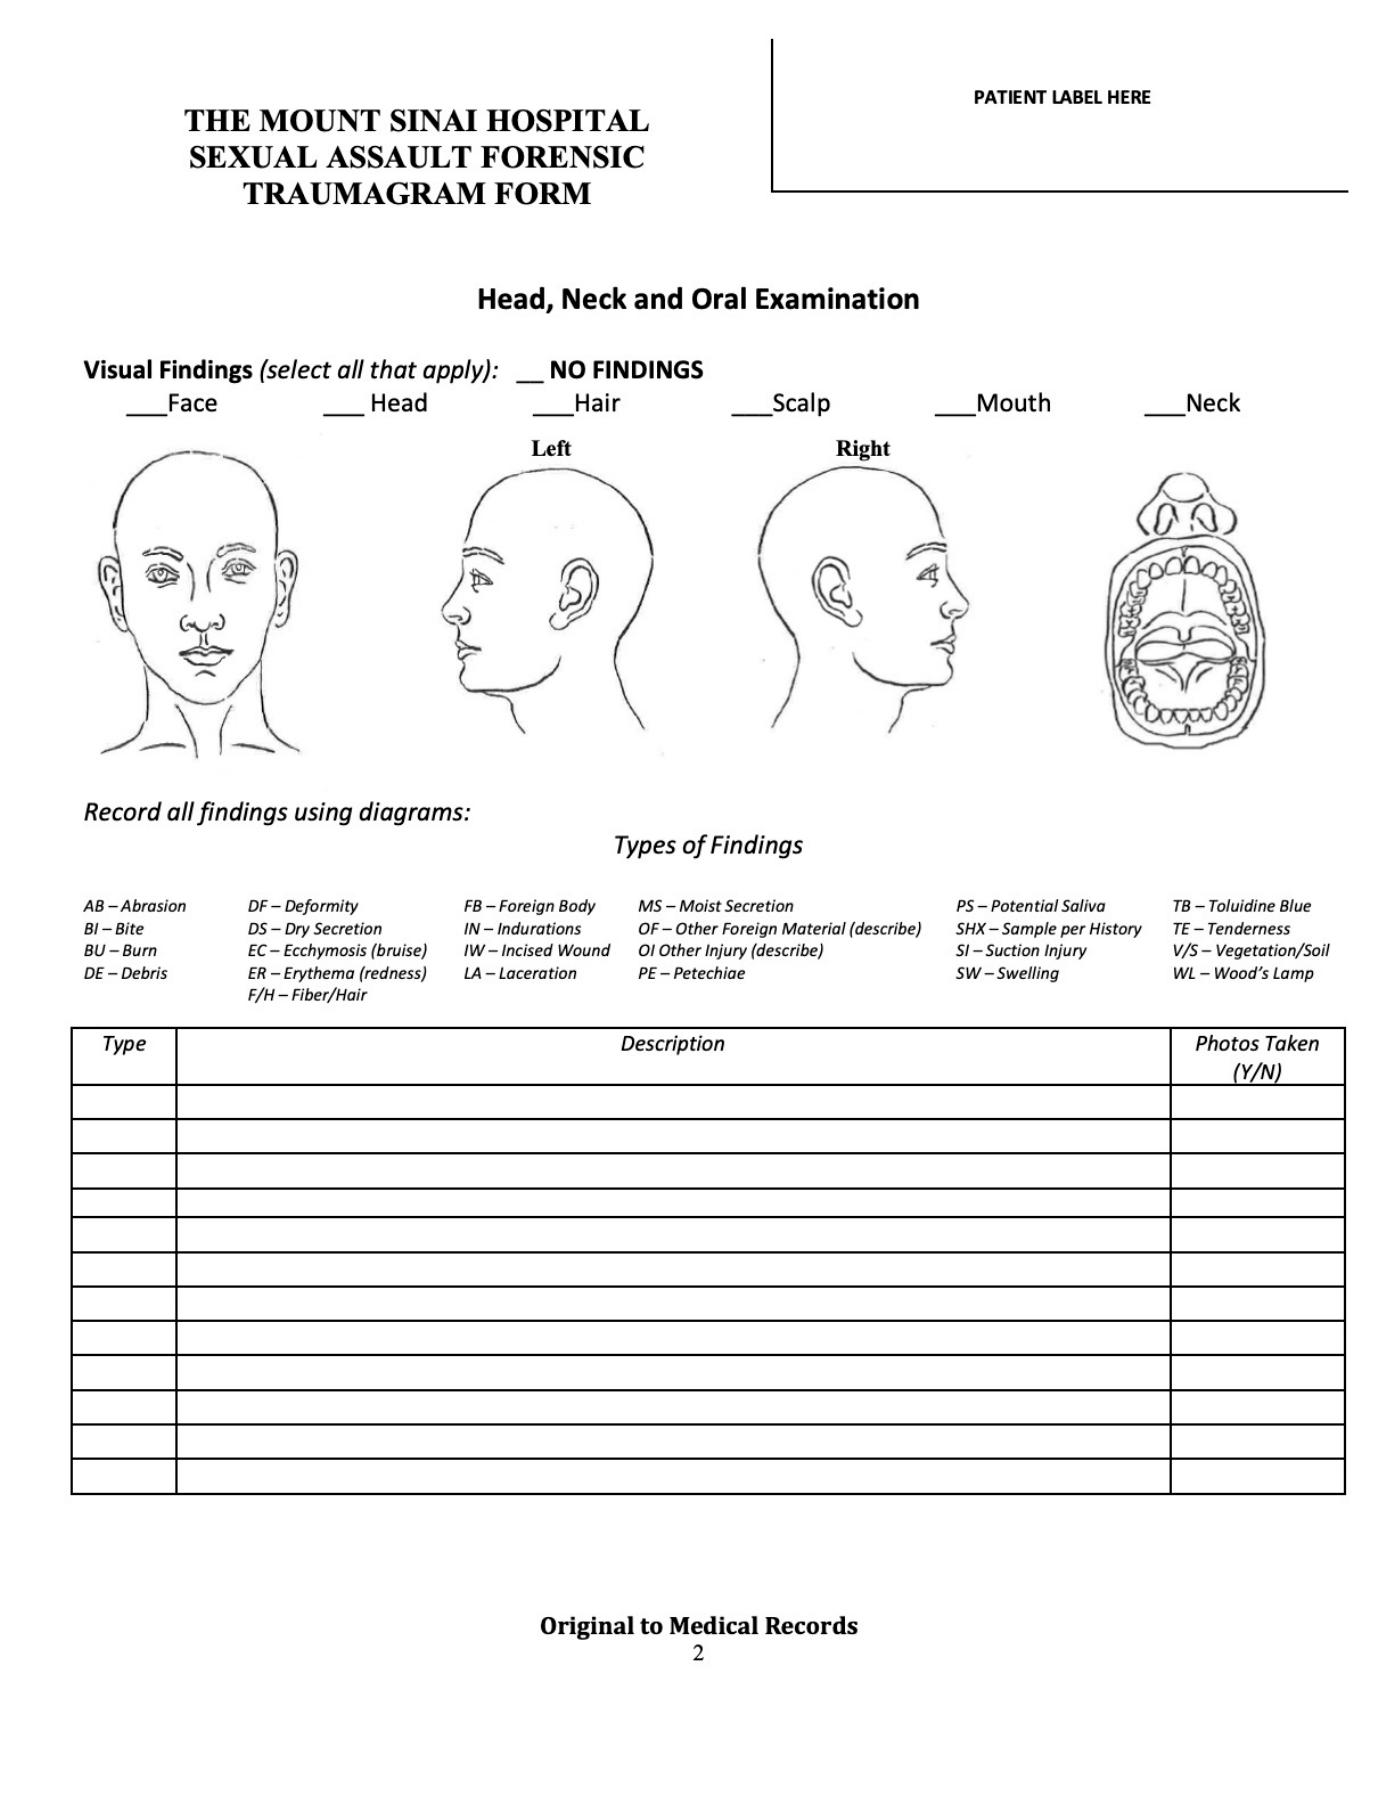 PATIENT LABEL HERE
THE MOUNT SINAI HOSPITAL
SEXUAL ASSAULT FORENSIC
TRAUMAGRAM FORM
Head, Neck and Oral Examination
Visual Findings (select all that apply): __ NO FINDINGS
___Face ___ Head ___Hair ___Scalp ___Mouth ___Neck
Left Right
Record all findings using diagrams:
Types of Findings
AB – Abrasion DF – Deformity FB – Foreign Body MS – Moist Secretion PS – Potential Saliva TB – Toluidine Blue
BI – Bite DS – Dry Secretion IN – Indurations OF – Other Foreign Material (describe) SHX – Sample per History TE – Tenderness
BU – Burn EC – Ecchymosis (bruise) IW – Incised Wound OI Other Injury (describe) SI – Suction Injury V/S – Vegetation/Soil
DE – Debris ER – Erythema (redness) LA – Laceration PE – Petechiae SW – Swelling WL – Wood's Lamp
F/H – Fiber/Hair
Type Description Photos Taken
(Y/N)
Original to Medical Records
2